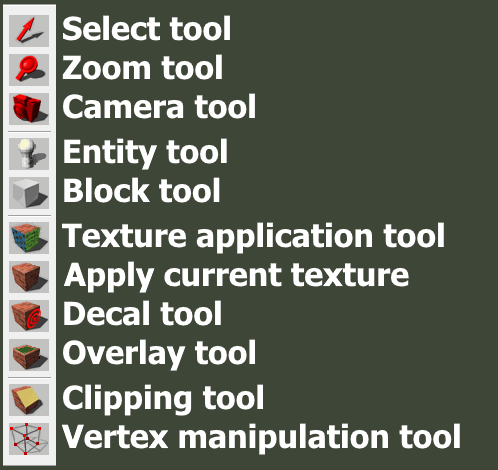 Select tool
Zoom tool
Camera tool
Entity tool
Block tool
Texture application tool
Apply current texture
Decal tool
Overlay tool
Clipping tool
Vertex manipulation tool